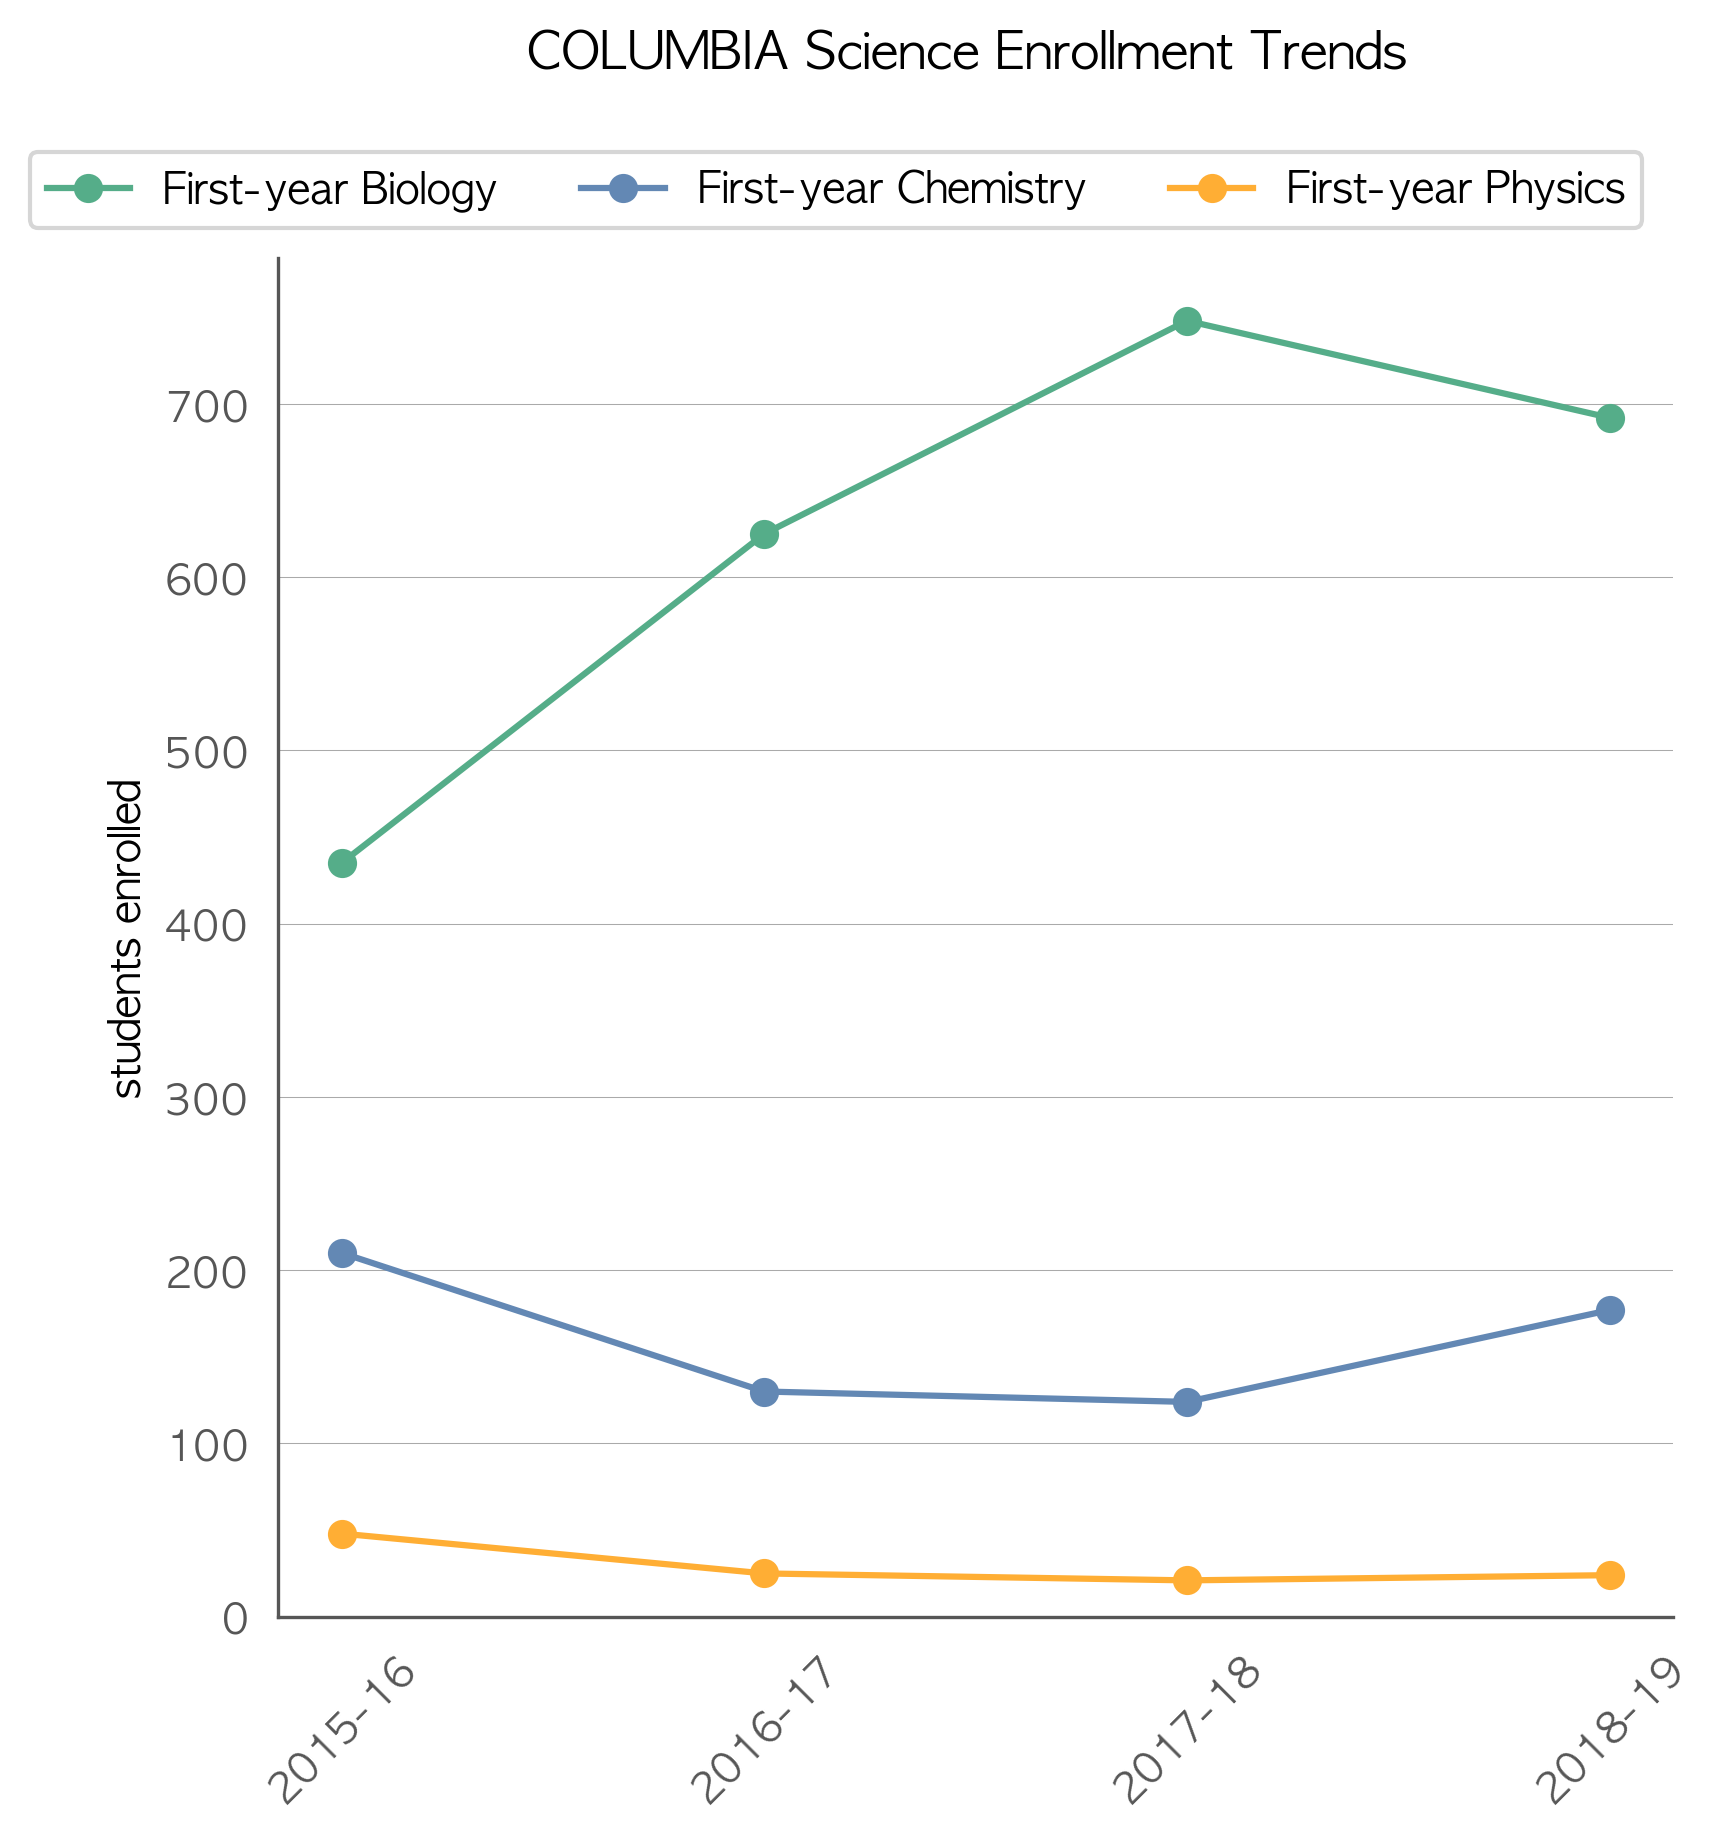 COLUMBIA Science Enrollment Trends
First-year Biology First-year Chemistry First-year Physics
students enrolled
700
600
500
400
300
200
100
0
2015-16 2016-17 2017-18 2018-19